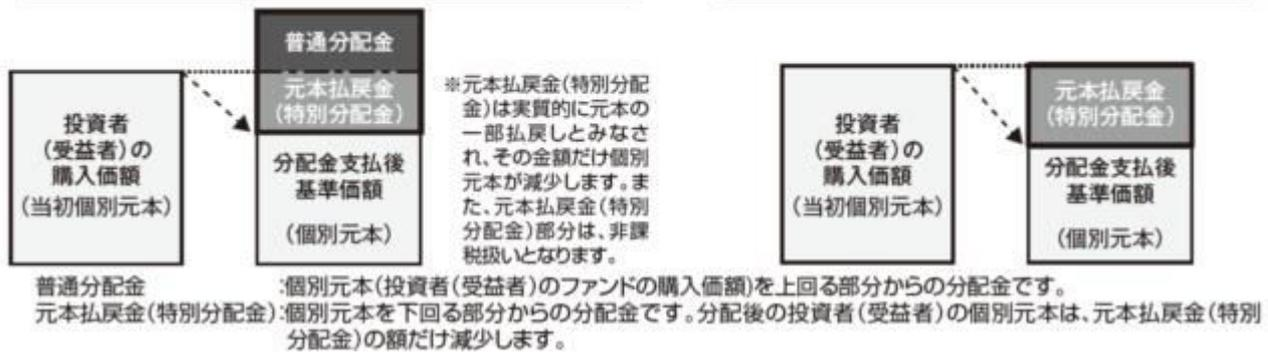 普通分配金
元本払戻金
(特別分配金)
投資者
(受益者)の
購入価額
(当初個別元本)
分配金支払後
基準価額
(個別元本)
※元本払戻金(特別分配
金)は実質的に元本の
一部払戻しとみなさ
れ、その金額だけ個別
元本が減少します。ま
た、元本払戻金(特別
分配金)部分は、非課
税扱いとなります。
投資者
(受益者)の
購入価額
(当初個別元本)
元本払戻金
(特別分配金)
分配金支払後
基準価額
(個別元本)
普通分配金 :個別元本(投資者(受益者)のファンドの購入価額)を上回る部分からの分配金です。
元本払戻金(特別分配金):個別元本を下回る部分からの分配金です。分配後の投資者(受益者)の個別元本は、元本払戻金(特別
分配金)の額だけ減少します。